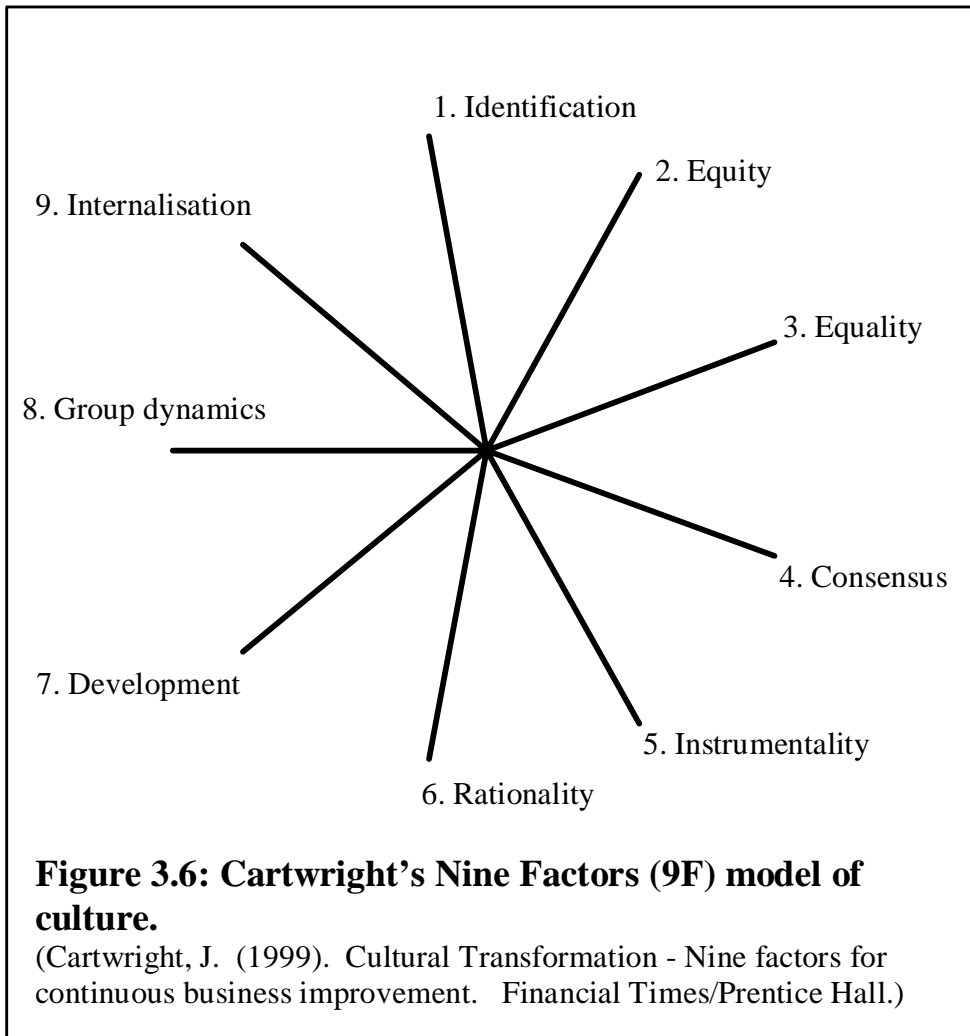 1. Identification
2. Equity
3. Equality
4. Consensus
5. Instrumentality
6. Rationality
7. Development
8. Group dynamics
9. Internalisation
Figure 3.6: Cartwright’s Nine Factors (9F) model of
culture.
(Cartwright, J. (1999). Cultural Transformation - Nine factors for
continuous business improvement. Financial Times/Prentice Hall.)